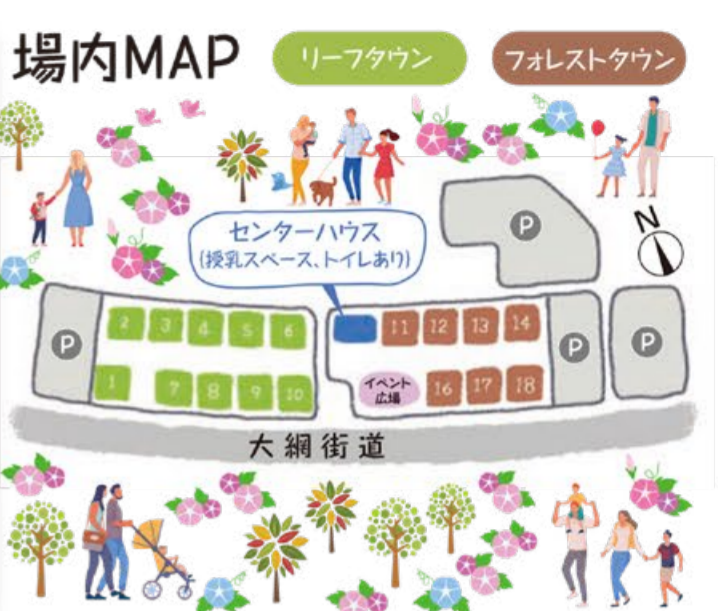 場内MAP
リーフタウン
フォレストタウン
センターハウス
(授乳スペース、トイレあり)
P
N
2 3 4 5 6
11 12 13 14
P
P
P
1 7 8 9 10
イベント
広場
16 17 18
大網街道